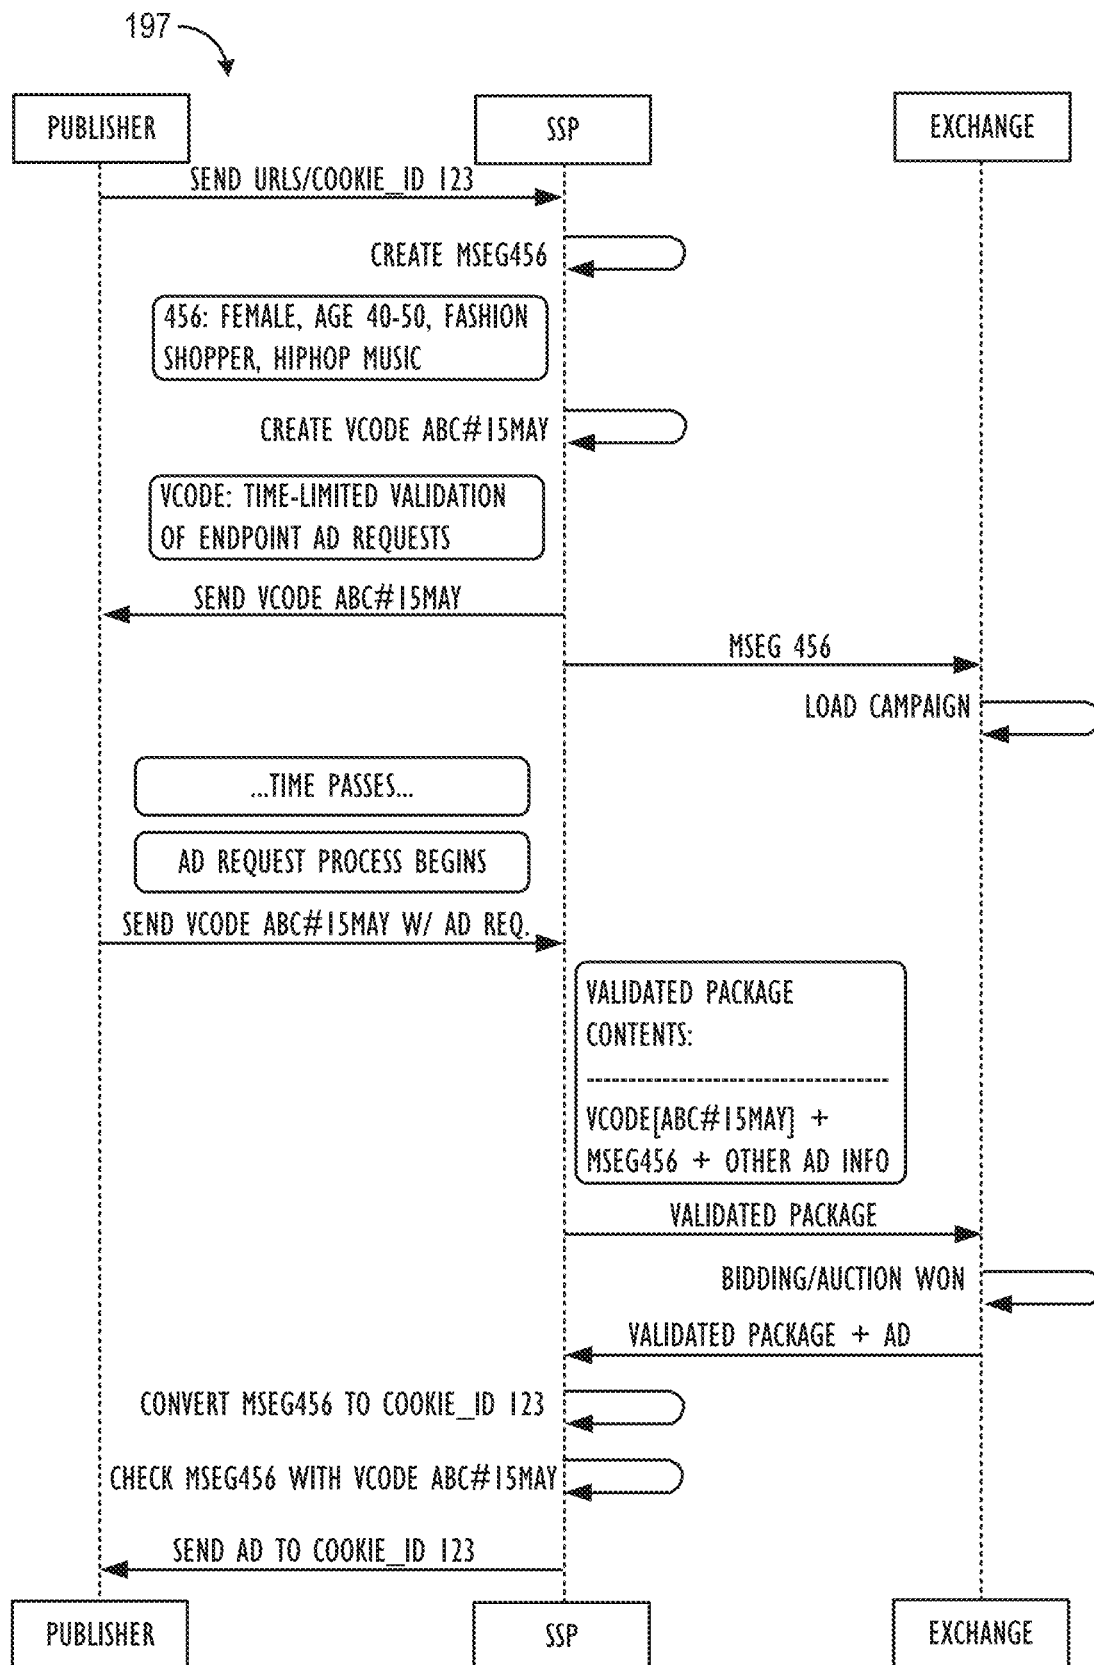 197
PUBLISHER
SSP
EXCHANGE
SEND URLS/COOKIE_ID 123
CREATE MSEG456
456: FEMALE, AGE 40-50, FASHION
SHOPPER, HIPHOP MUSIC
CREATE VCODE ABC#15MAY
VCODE: TIME-LIMITED VALIDATION
OF ENDPOINT AD REQUESTS
SEND VCODE ABC#15MAY
MSEG 456
LOAD CAMPAIGN
...TIME PASSES...
AD REQUEST PROCESS BEGINS
SEND VCODE ABC#15MAY W/ AD REQ.
VALIDATED PACKAGE
CONTENTS:
VCODE[ABC#15MAY] +
MSEG456 + OTHER AD INFO
VALIDATED PACKAGE
BIDDING/AUCTION WON
VALIDATED PACKAGE + AD
CONVERT MSEG456 TO COOKIE_ID 123
CHECK MSEG456 WITH VCODE ABC#15MAY
SEND AD TO COOKIE_ID 123
PUBLISHER
SSP
EXCHANGE